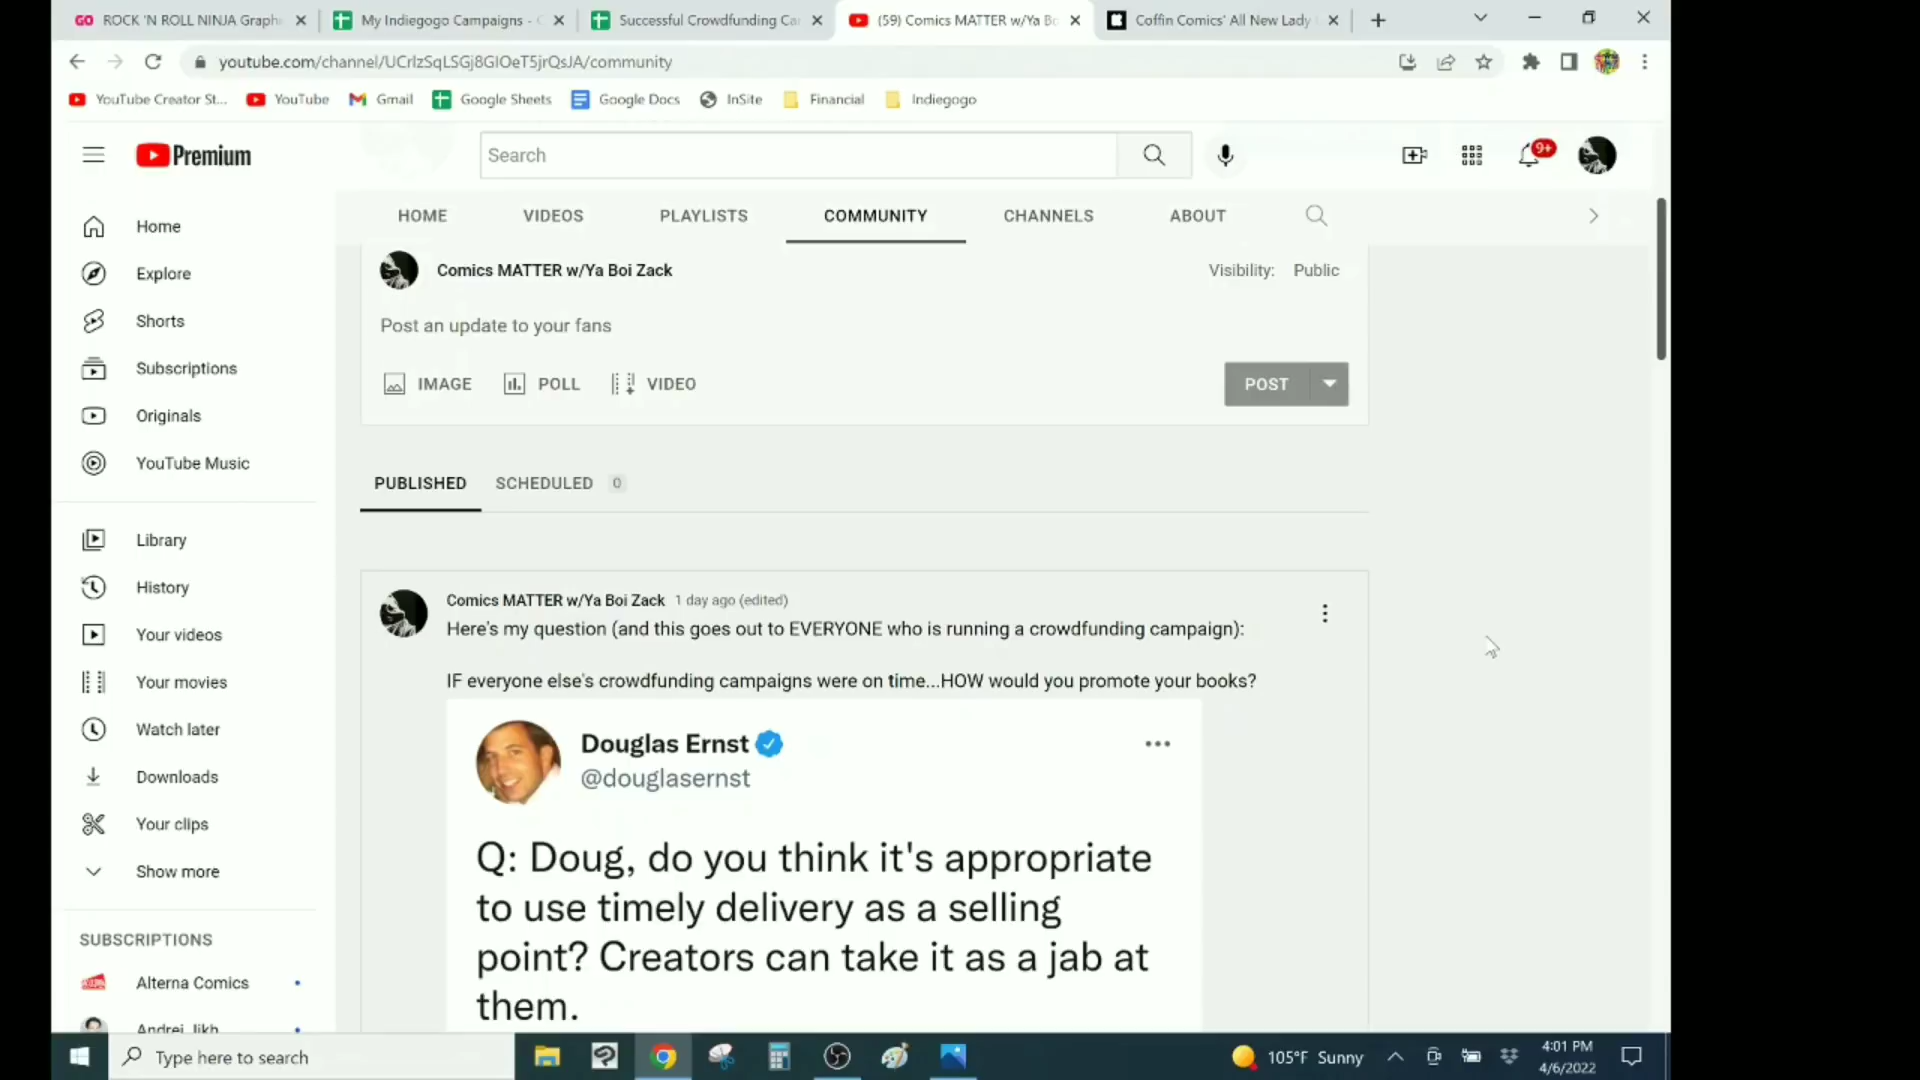 ROCK 'N ROLL NINJA Graphi
My Indiegogo Campaigns -
Successful Crowdfunding Ca
(59) Comics MATTER w/Ya Bo
Coffin Comics' All New Lady
youtube.com/channel/UCrlzSqLSGj8GIOeT5jrQsJA/community
YouTube Creator St...
YouTube
Gmail
Google Sheets
Google Docs
InSite
Financial
Indiegogo
Premium
Search
9+
HOME
VIDEOS
PLAYLISTS
COMMUNITY
CHANNELS
ABOUT
Home
Explore
Shorts
Subscriptions
Originals
YouTube Music
Library
History
Your videos
Your movies
Watch later
Downloads
Your clips
Show more
SUBSCRIPTIONS
Alterna Comics
Andrei Jikh
Comics MATTER w/Ya Boi Zack
Visibility: Public
Post an update to your fans
IMAGE
POLL
VIDEO
POST
PUBLISHED
SCHEDULED 0
Comics MATTER w/Ya Boi Zack 1 day ago (edited)
Here's my question (and this goes out to EVERYONE who is running a crowdfunding campaign):
IF everyone else's crowdfunding campaigns were on time...HOW would you promote your books?
Douglas Ernst
@douglasernst
Q: Doug, do you think it's appropriate
to use timely delivery as a selling
point? Creators can take it as a jab at
them.
Type here to search
105°F Sunny
4:01 PM
4/6/2022